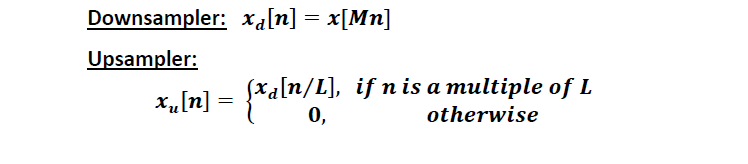 Downsampler: x_d[n] = x[Mn]
Upsampler:
x_u[n] = { x_d[n/L], if n is a multiple of L
0, otherwise